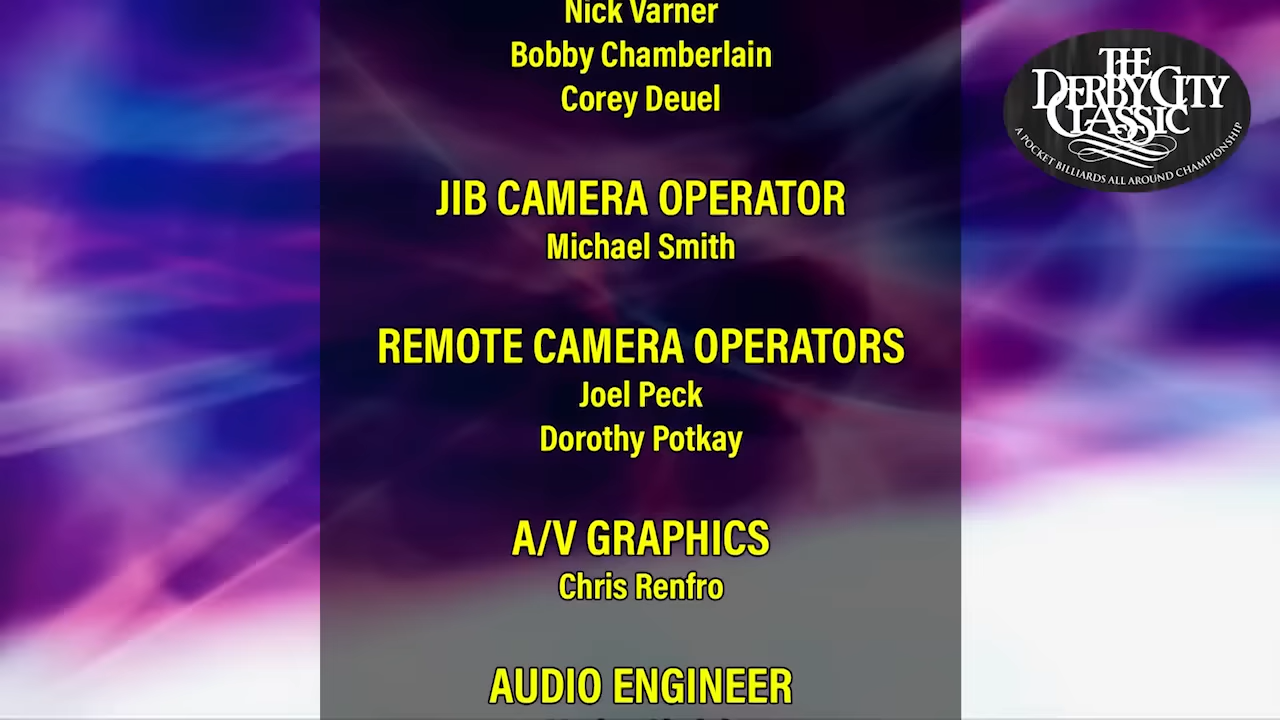 Nick Varner
Bobby Chamberlain
Corey Deuel
JIB CAMERA OPERATOR
Michael Smith
REMOTE CAMERA OPERATORS
Joel Peck
Dorothy Potkay
A/V GRAPHICS
Chris Renfro
AUDIO ENGINEER
THE
DERBY CITY
CLASSIC
A POCKET BILLIARDS ALL AROUND CHAMPIONSHIP